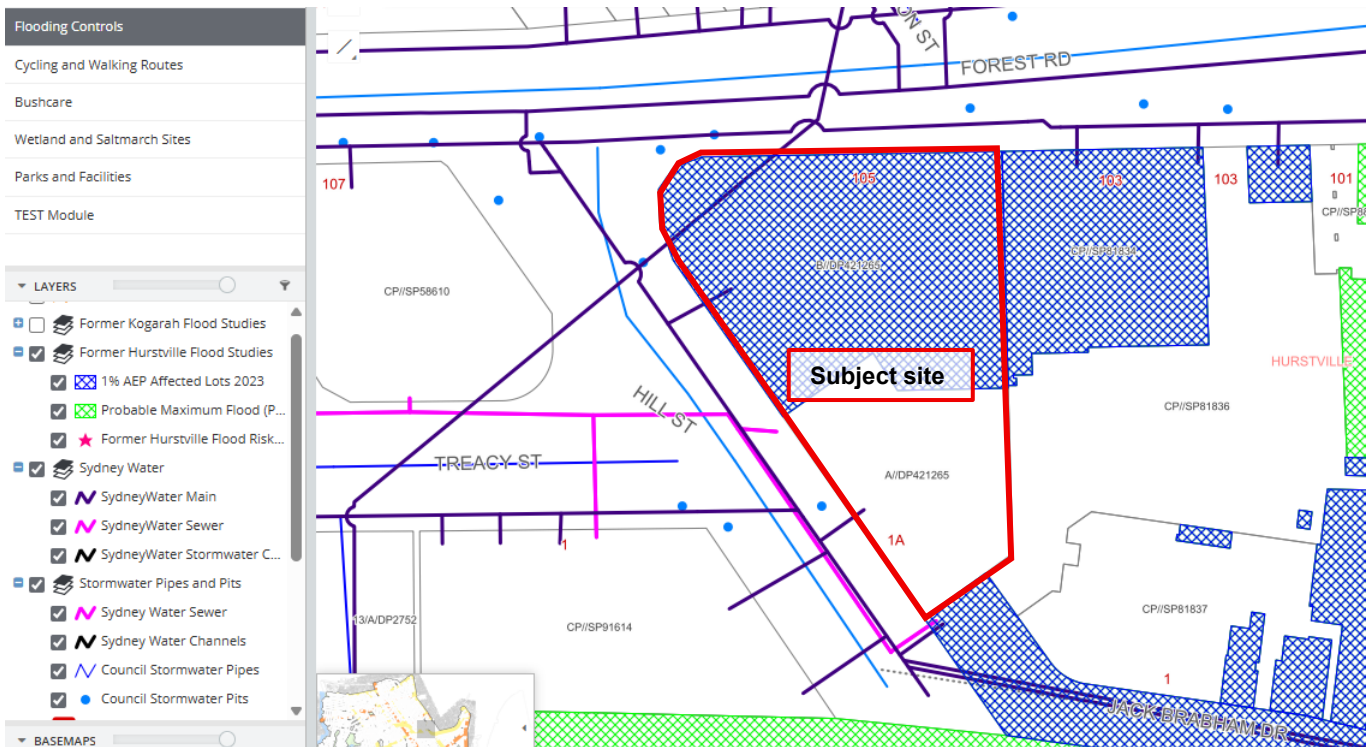 Flooding Controls
Cycling and Walking Routes
Bushcare
Wetland and Saltmarch Sites
Parks and Facilities
TEST Module
LAYERS
Former Kogarah Flood Studies
Former Hurstville Flood Studies
1% AEP Affected Lots 2023
Probable Maximum Flood (P...
Former Hurstville Flood Risk...
Sydney Water
SydneyWater Main
SydneyWater Sewer
SydneyWater Stormwater C...
Stormwater Pipes and Pits
Sydney Water Sewer
Sydney Water Channels
Council Stormwater Pipes
Council Stormwater Pits
BASEMAPS
ON ST
FOREST RD
107
105
103
103
101
CP//SP88
B//DP421265
CP//SP81834
CP//SP58610
HURSTVILLE
Subject site
HILL ST
CP//SP81836
TREACY ST
A//DP421265
1
1A
13/A/DP2752
CP//SP91614
CP//SP81837
1
JACK BRABHAM DR